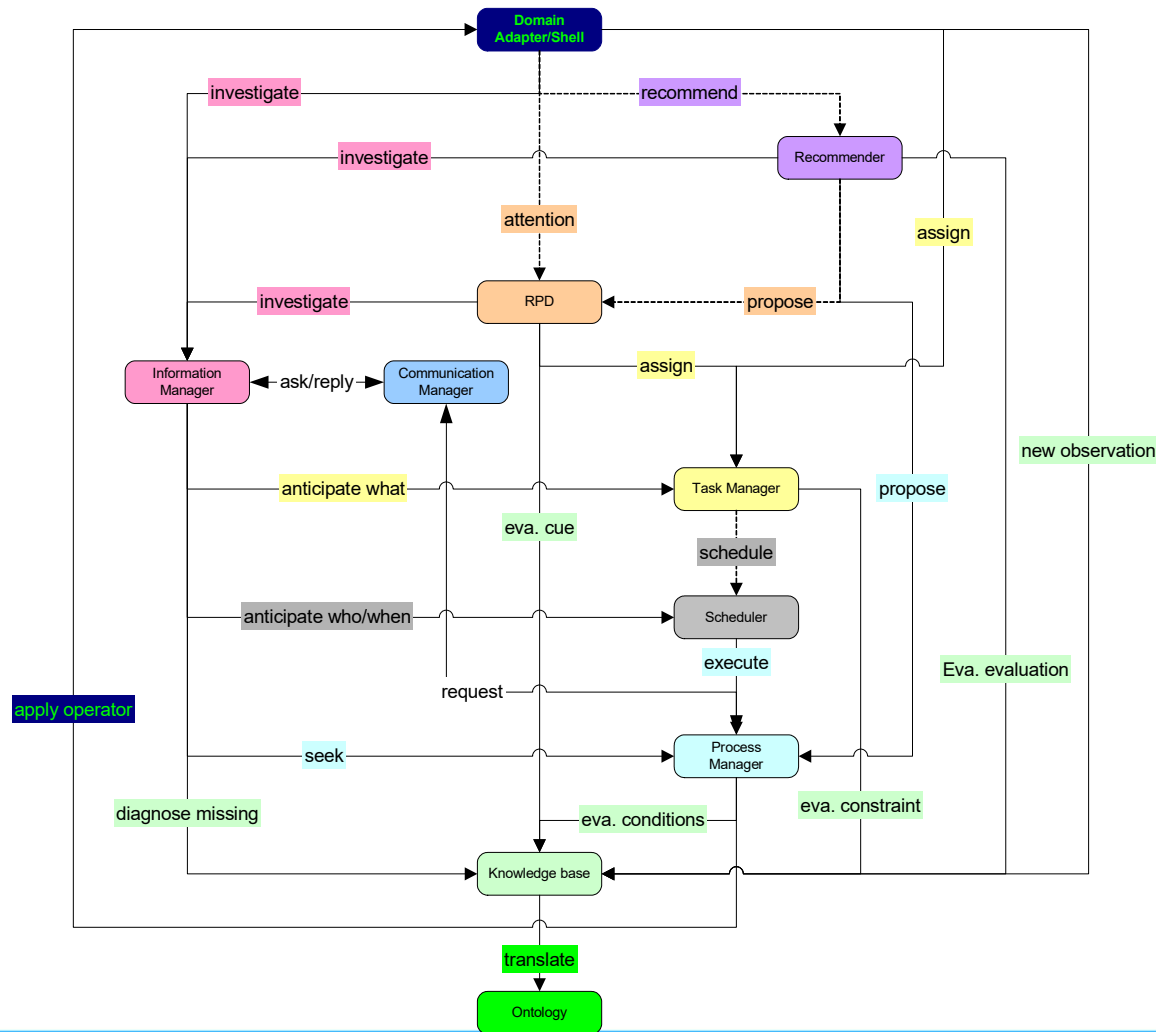 Domain
Adapter/Shell
investigate
recommend
investigate
Recommender
attention
assign
investigate
RPD
propose
assign
Information
Manager
ask/reply
Communication
Manager
new observation
anticipate what
Task Manager
propose
eva. cue
schedule
anticipate who/when
Scheduler
execute
Eva. evaluation
request
apply operator
seek
Process
Manager
diagnose missing
eva. conditions
eva. constraint
Knowledge base
translate
Ontology